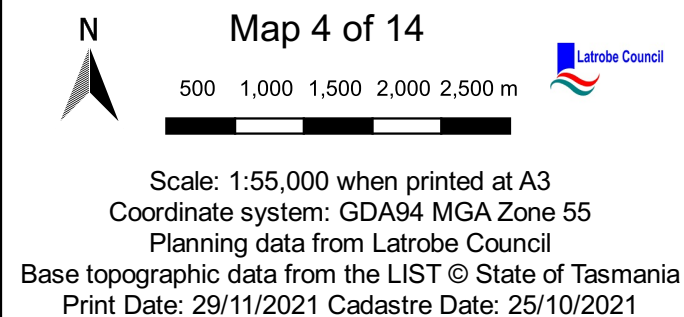 N
Map 4 of 14
Latrobe Council
500 1,000 1,500 2,000 2,500 m
Scale: 1:55,000 when printed at A3
Coordinate system: GDA94 MGA Zone 55
Planning data from Latrobe Council
Base topographic data from the LIST © State of Tasmania
Print Date: 29/11/2021 Cadastre Date: 25/10/2021